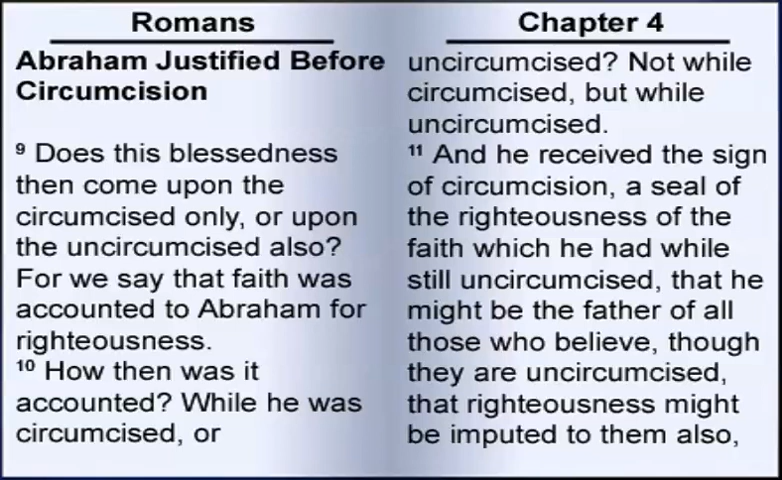 Romans
Abraham Justified Before
Circumcision
⁹ Does this blessedness
then come upon the
circumcised only, or upon
the uncircumcised also?
For we say that faith was
accounted to Abraham for
righteousness.
¹⁰ How then was it
accounted? While he was
circumcised, or
Chapter 4
uncircumcised? Not while
circumcised, but while
uncircumcised.
¹¹ And he received the sign
of circumcision, a seal of
the righteousness of the
faith which he had while
still uncircumcised, that he
might be the father of all
those who believe, though
they are uncircumcised,
that righteousness might
be imputed to them also,